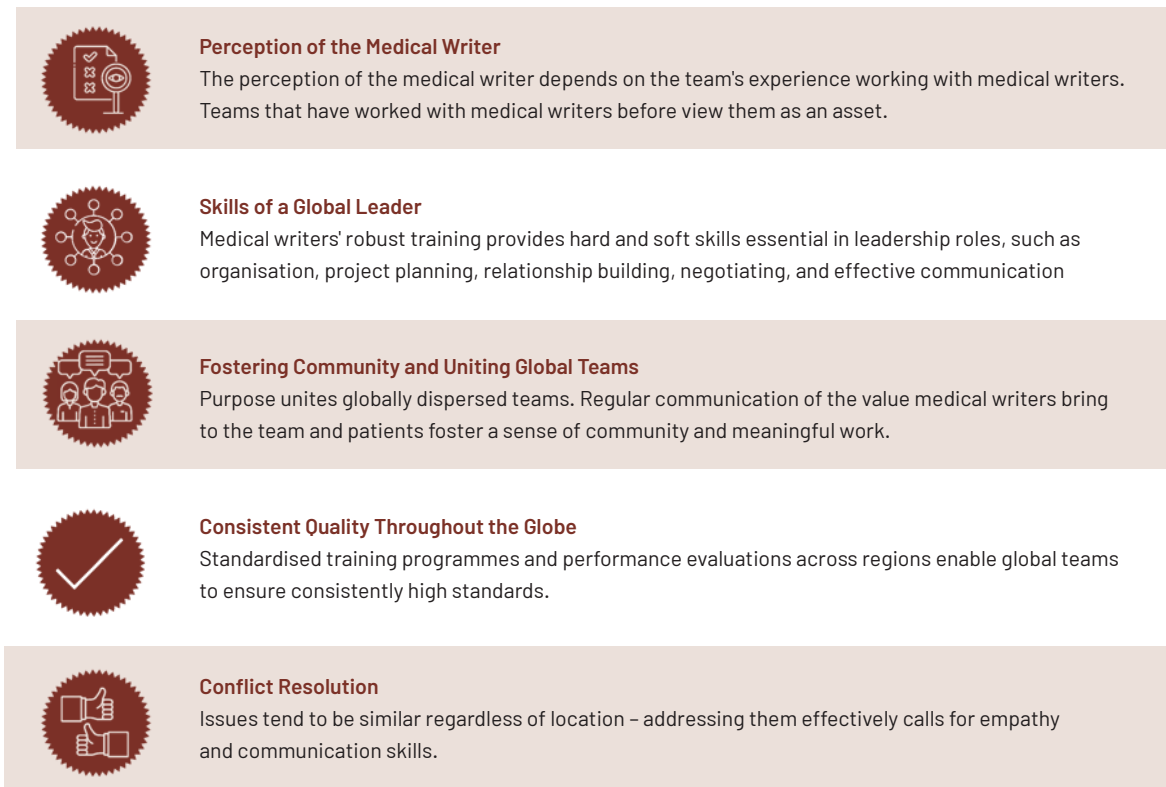 Perception of the Medical Writer
The perception of the medical writer depends on the team's experience working with medical writers.
Teams that have worked with medical writers before view them as an asset.
Skills of a Global Leader
Medical writers' robust training provides hard and soft skills essential in leadership roles, such as
organisation, project planning, relationship building, negotiating, and effective communication
Fostering Community and Uniting Global Teams
Purpose unites globally dispersed teams. Regular communication of the value medical writers bring
to the team and patients foster a sense of community and meaningful work.
Consistent Quality Throughout the Globe
Standardised training programmes and performance evaluations across regions enable global teams
to ensure consistently high standards.
Conflict Resolution
Issues tend to be similar regardless of location – addressing them effectively calls for empathy
and communication skills.